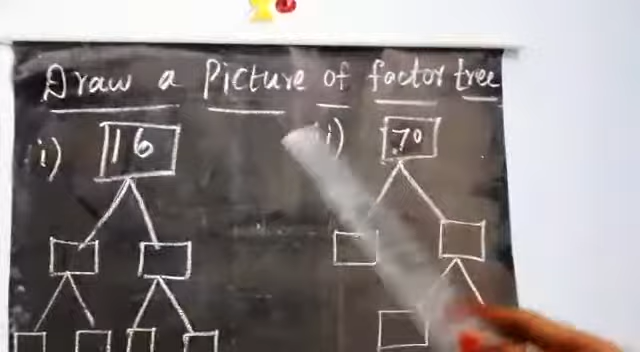 Draw a Picture of factor tree
i) 16
ii) 70